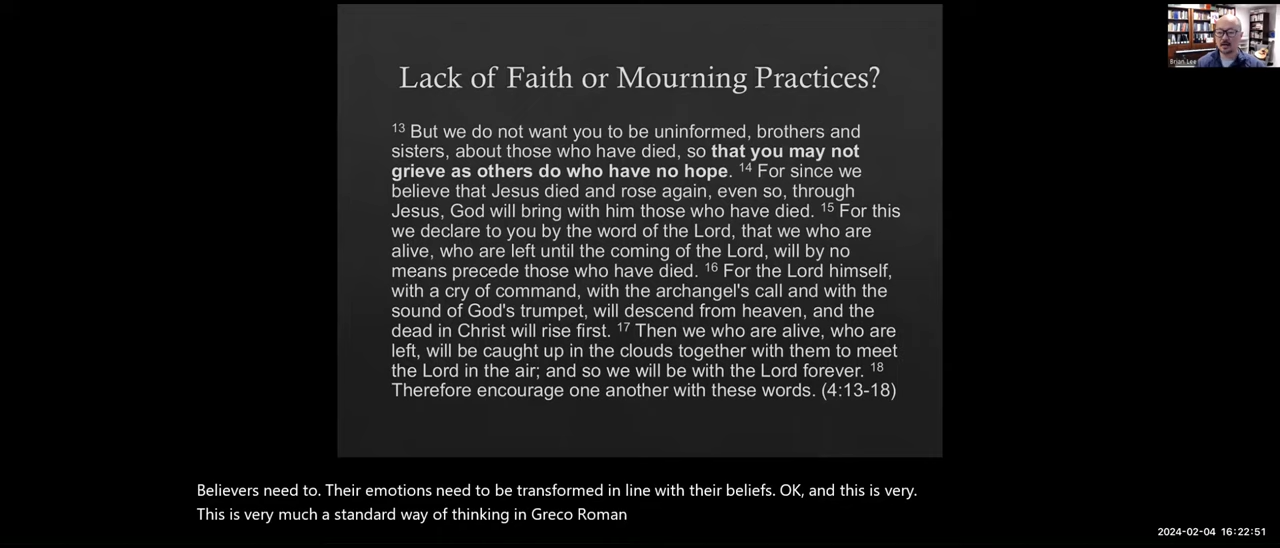 Lack of Faith or Mourning Practices?
13 But we do not want you to be uninformed, brothers and
sisters, about those who have died, so that you may not
grieve as others do who have no hope. 14 For since we
believe that Jesus died and rose again, even so, through
Jesus, God will bring with him those who have died. 15 For this
we declare to you by the word of the Lord, that we who are
alive, who are left until the coming of the Lord, will by no
means precede those who have died. 16 For the Lord himself,
with a cry of command, with the archangel's call and with the
sound of God's trumpet, will descend from heaven, and the
dead in Christ will rise first. 17 Then we who are alive, who are
left, will be caught up in the clouds together with them to meet
the Lord in the air; and so we will be with the Lord forever. 18
Therefore encourage one another with these words. (4:13-18)
Brian Lee
Believers need to. Their emotions need to be transformed in line with their beliefs. OK, and this is very.
This is very much a standard way of thinking in Greco Roman
2024-02-04 16:22:51